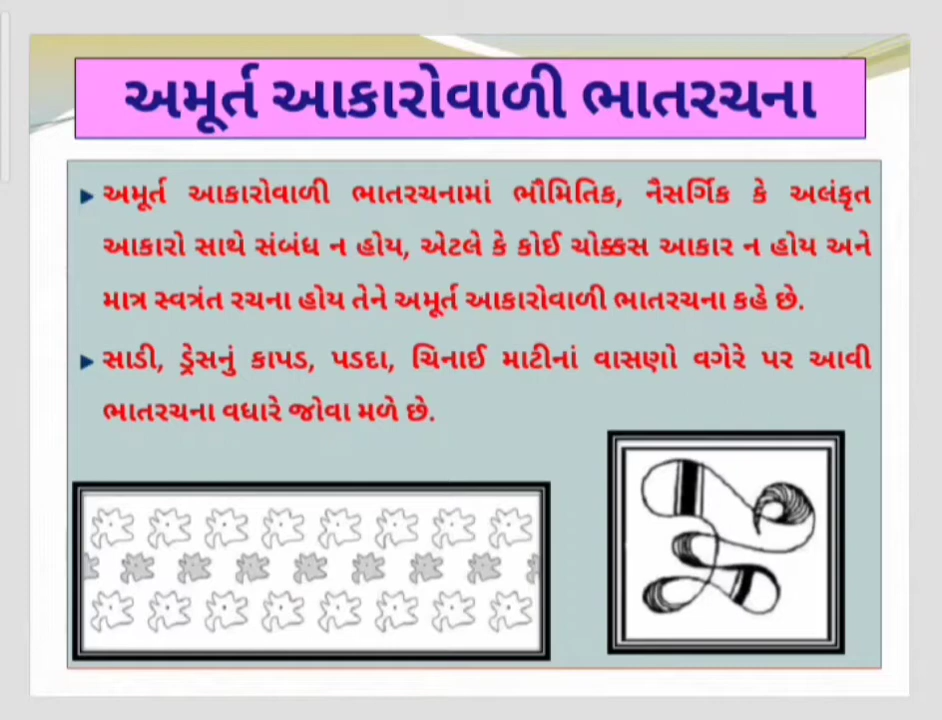 અમૂર્ત આકારોવાળી ભાતરચના
અમૂર્ત આકારોવાળી ભાતરચનામાં ભૌમિતિક, નૈસર્ગિક કે અલંકૃત
આકારો સાથે સંબંધ ન હોય, એટલે કે કોઈ ચોક્કસ આકાર ન હોય અને
માત્ર સ્વત્રંત રચના હોય તેને અમૂર્ત આકારોવાળી ભાતરચના કહે છે.
સાડી, ડ્રેસનું કાપડ, પડદા, ચિનાઈ માટીનાં વાસણો વગેરે પર આવી
ભાતરચના વધારે જોવા મળે છે.